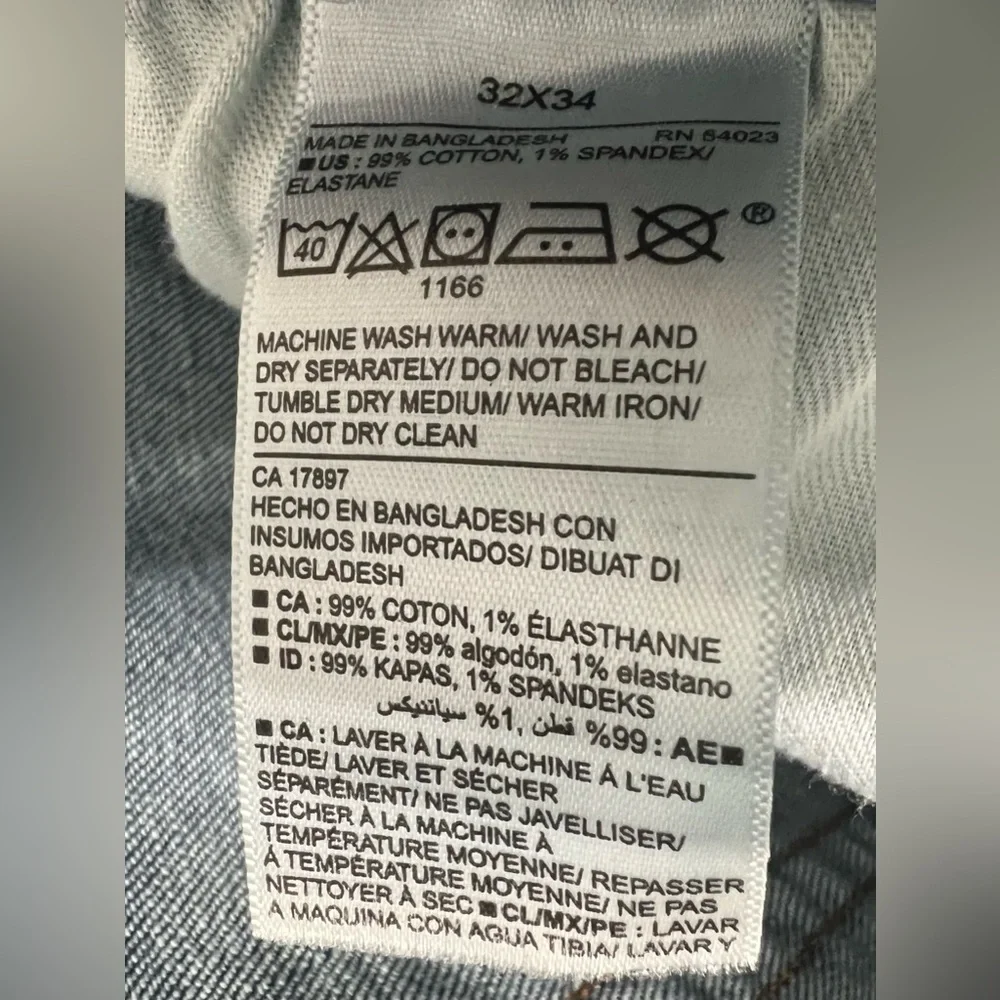 32X34
MADE IN BANGLADESH RN 54023
■ US : 99% COTTON, 1% SPANDEX/
ELASTANE
40 ®
1166
MACHINE WASH WARM/ WASH AND
DRY SEPARATELY/ DO NOT BLEACH/
TUMBLE DRY MEDIUM/ WARM IRON/
DO NOT DRY CLEAN
CA 17897
HECHO EN BANGLADESH CON
INSUMOS IMPORTADOS/ DIBUAT DI
BANGLADESH
■ CA : 99% COTON, 1% ÉLASTHANNE
■ CL/MX/PE : 99% algodón, 1% elastano
■ ID : 99% KAPAS, 1% SPANDEKS
■ AE : 99% قطن, 1% سبانتيكس
■ CA : LAVER À LA MACHINE À L'EAU
TIÈDE/ LAVER ET SÉCHER
SÉPARÉMENT/ NE PAS JAVELLISER/
SÉCHER À LA MACHINE À
TEMPÉRATURE MOYENNE/ REPASSER
À TEMPÉRATURE MOYENNE/ NE PAS
NETTOYER À SEC ■ CL/MX/PE : LAVAR
A MAQUINA CON AGUA TIBIA/ LAVAR Y